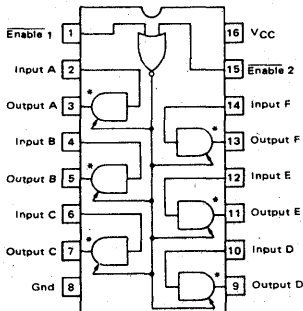 Enable 1
1
16
VCC
Input A
2
15
Enable 2
Output A
3
*
14
Input F
Input B
4
*
13
Output F
Output B
5
*
12
Input E
Input C
6
*
11
Output E
Output C
7
*
10
Input D
Gnd
8
*
9
Output D